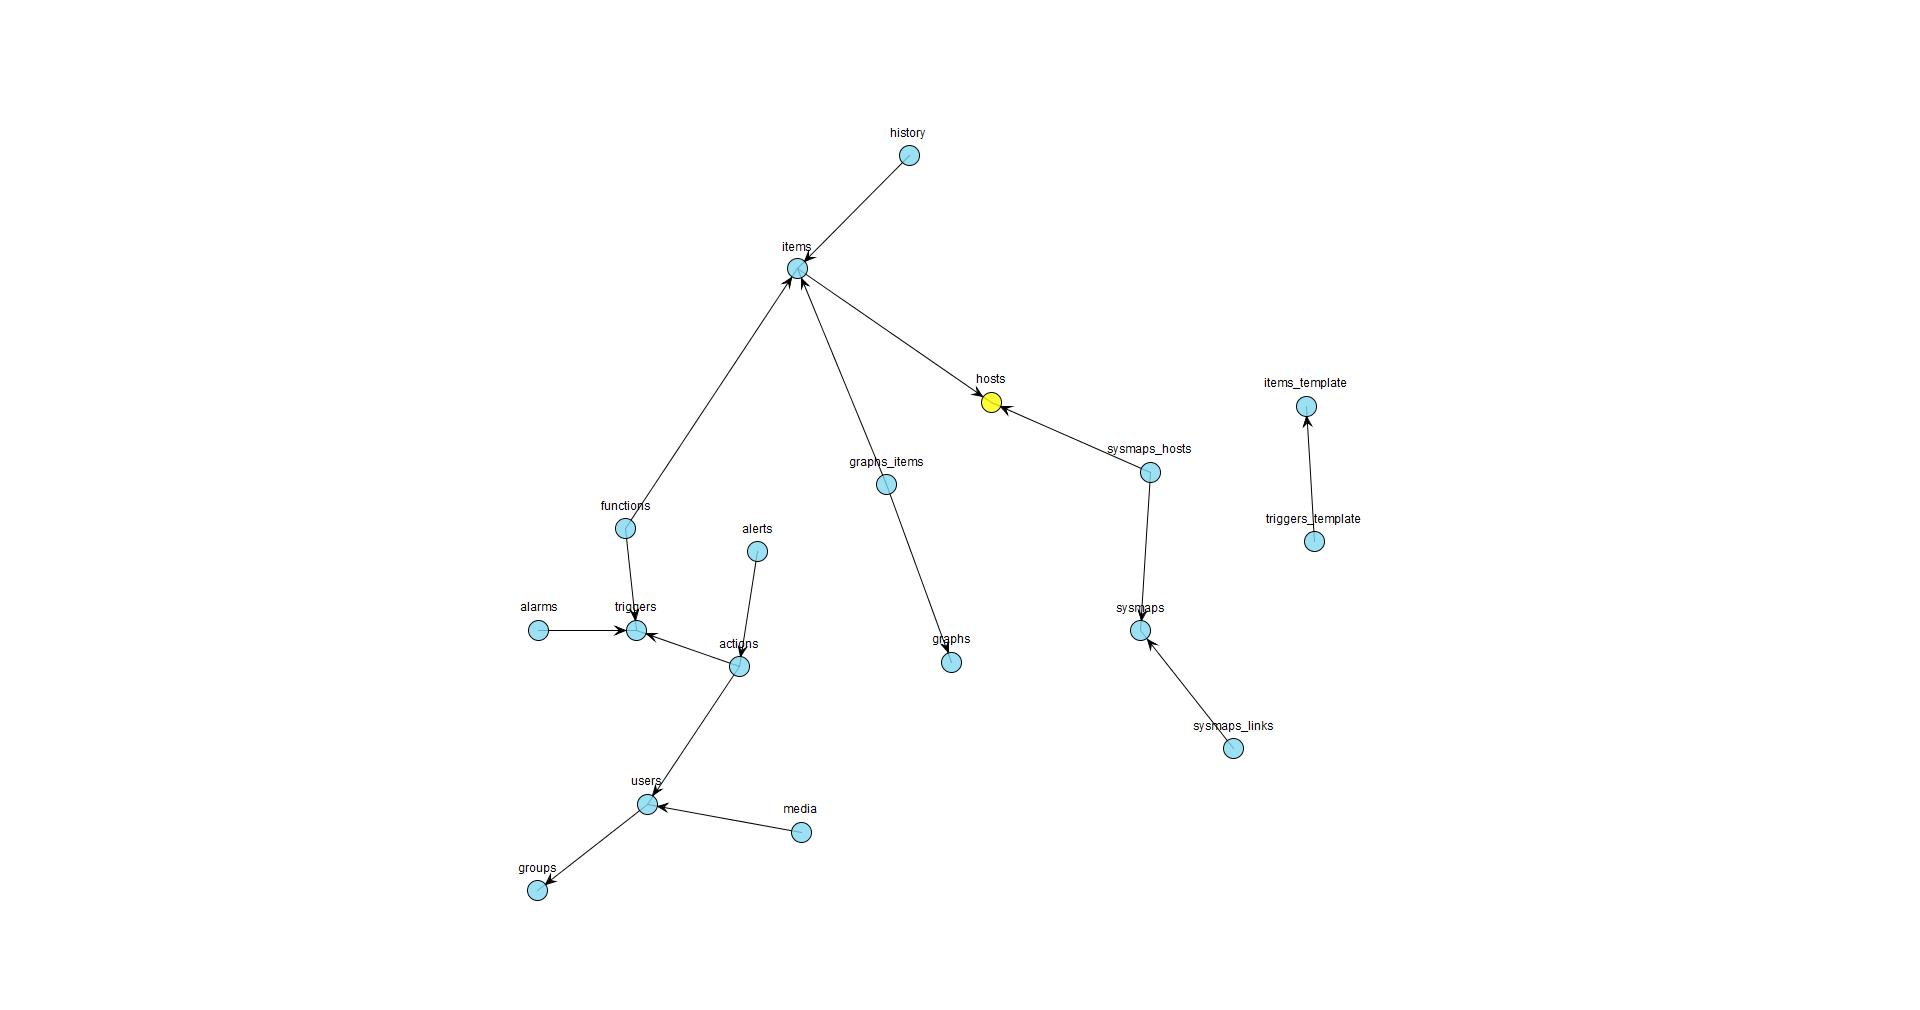 history
items
hosts
items_template
sysmaps_hosts
graphs_items
functions
triggers_template
alerts
alarms
triggers
sysmaps
graphs
actions
sysmaps_links
users
media
groups